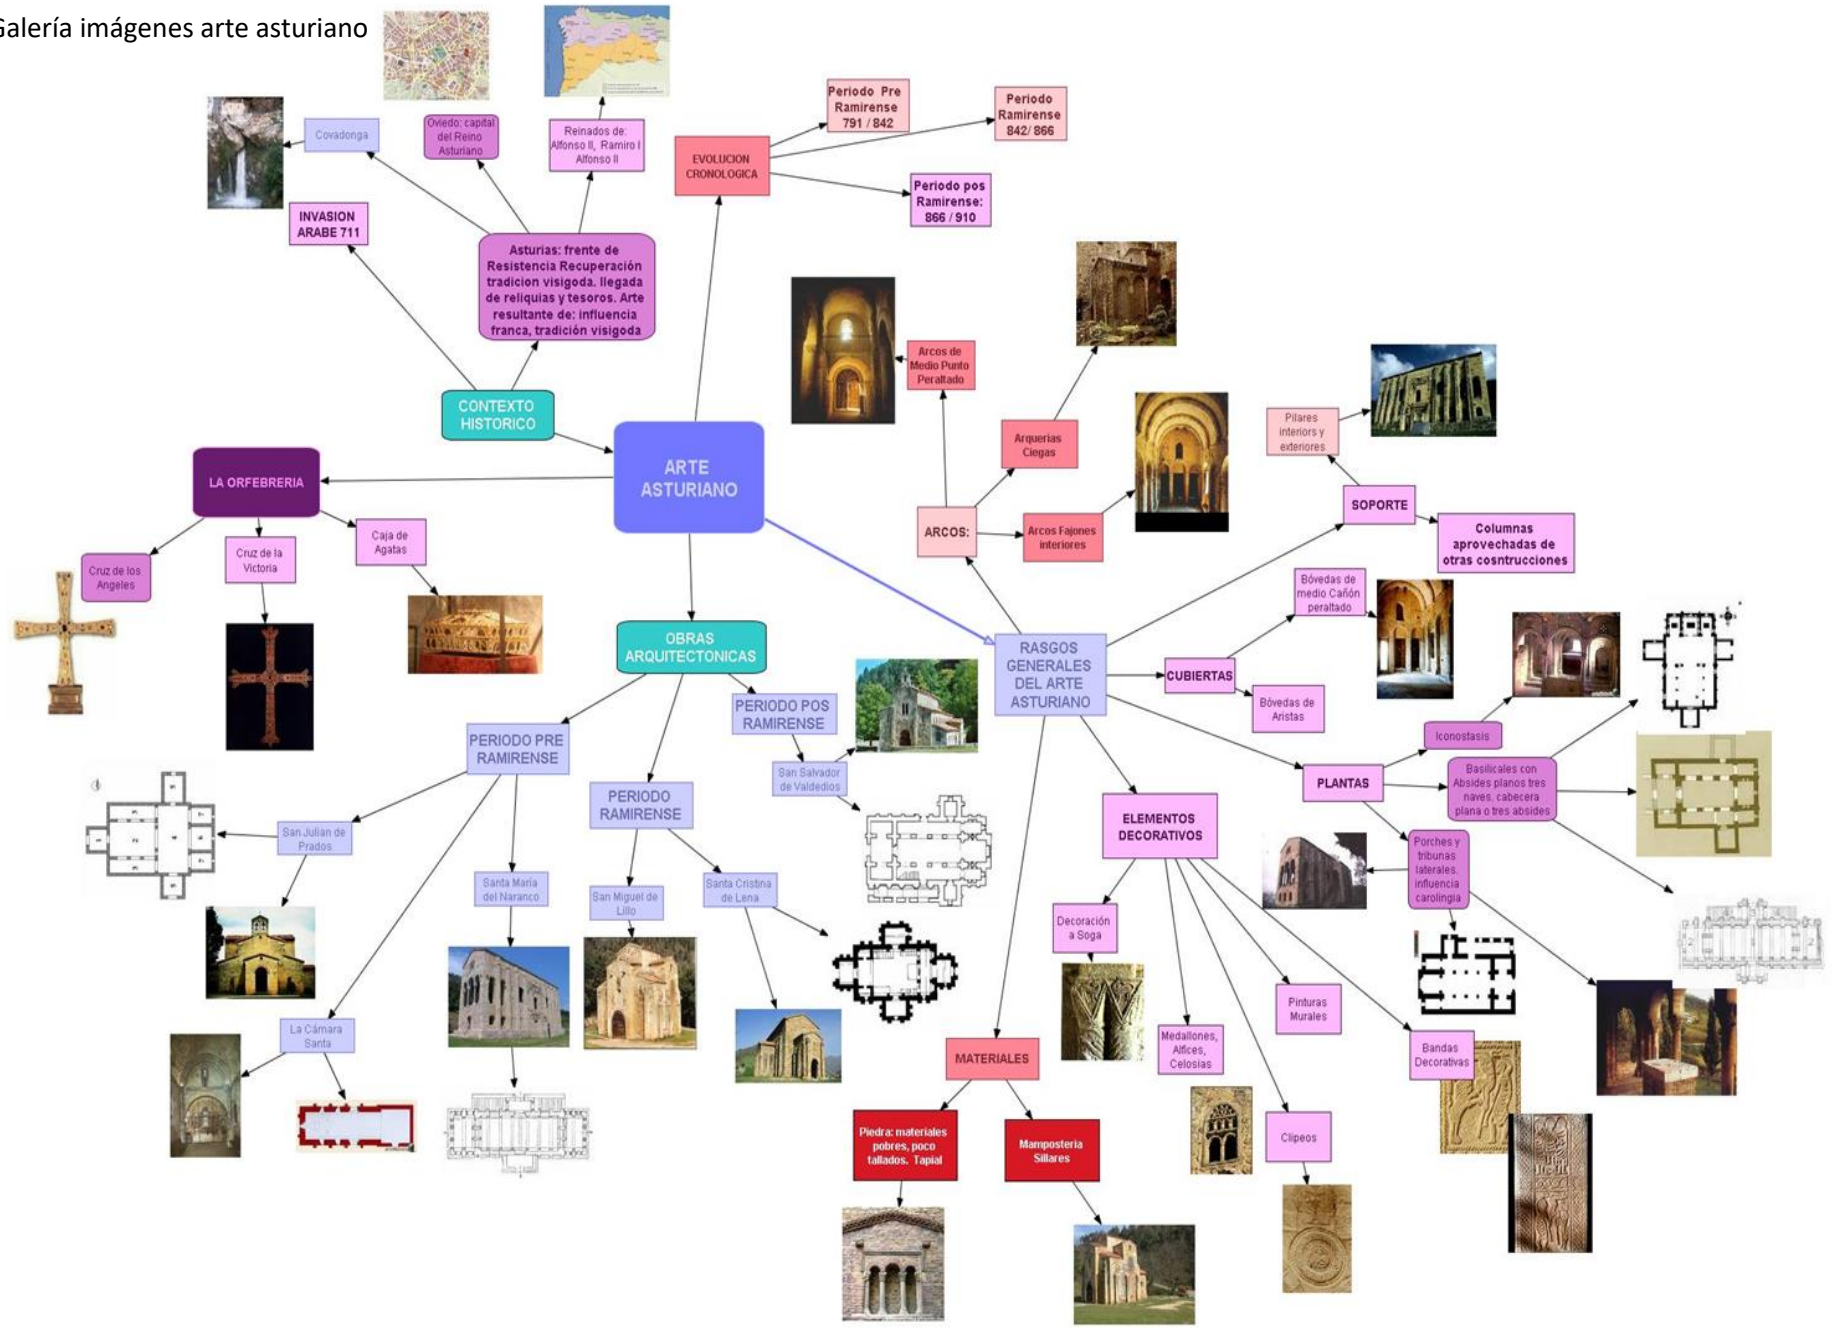 Galería imágenes arte asturiano
Covadonga
Oviedo: capital
del Reino
Asturiano
Reinados de:
Alfonso II, Ramiro I
Alfonso II
INVASION
ARABE 711
Asturias: frente de
Resistencia Recuperación
tradicion visigoda. llegada
de reliquias y tesoros. Arte
resultante de: influencia
franca, tradición visigoda
CONTEXTO
HISTORICO
EVOLUCION
CRONOLOGICA
Periodo Pre
Ramirense
791 / 842
Periodo
Ramirense
842/ 866
Periodo pos
Ramirense:
866 / 910
ARTE
ASTURIANO
LA ORFEBRERIA
Cruz de los
Angeles
Cruz de la
Victoria
Caja de
Agatas
OBRAS
ARQUITECTONICAS
PERIODO PRE
RAMIRENSE
San Julian de
Prados
La Cámara
Santa
Santa María
del Naranco
PERIODO
RAMIRENSE
San Miguel de
Lillo
Santa Cristina
de Lena
PERIODO POS
RAMIRENSE
San Salvador
de Valdedios
RASGOS
GENERALES
DEL ARTE
ASTURIANO
ARCOS:
Arcos de
Medio Punto
Peraltado
Arquerias
Ciegas
Arcos Fajones
interiores
SOPORTE
Pilares
interiors y
exteriores
Columnas
aprovechadas de
otras cosntrucciones
CUBIERTAS
Bóvedas de
medio Cañón
peraltado
Bóvedas de
Aristas
PLANTAS
Iconostasis
Basilicales con
Absides planos tres
naves, cabecera
plana o tres absides
Porches y
tribunas
laterales.
influencia
carolingia
ELEMENTOS
DECORATIVOS
Decoración
a Soga
Medallones,
Alfices,
Celosias
Clipeos
Pinturas
Murales
Bandas
Decorativas
MATERIALES
Piedra: materiales
pobres, poco
tallados. Tapial
Mamposteria
Sillares